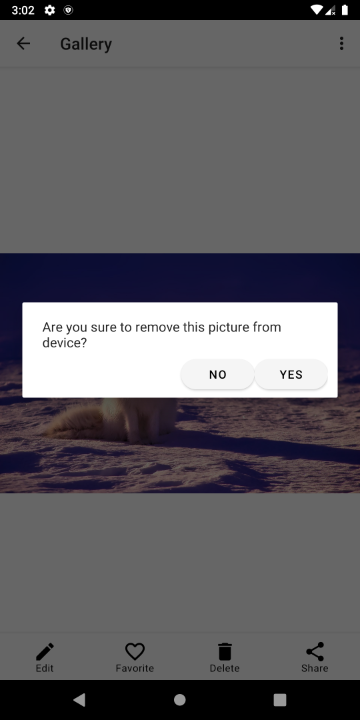 3:02
Gallery
Are you sure to remove this picture from
device?
NO YES
Edit Favorite Delete Share